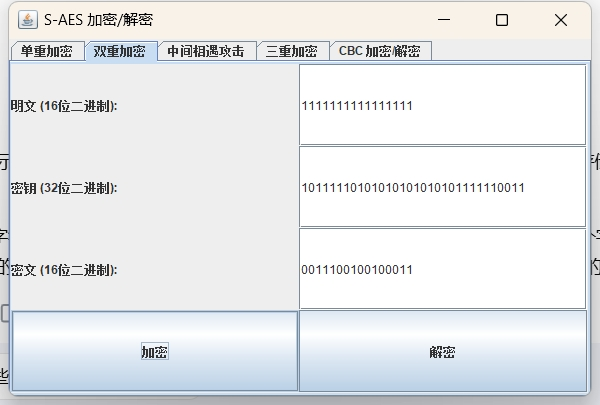 S-AES 加密/解密
单重加密 双重加密 中间相遇攻击 三重加密 CBC 加密/解密
明文 (16位二进制): 1111111111111111
密钥 (32位二进制): 10111110101010101010101111110011
密文 (16位二进制): 0011100100100011
加密 解密